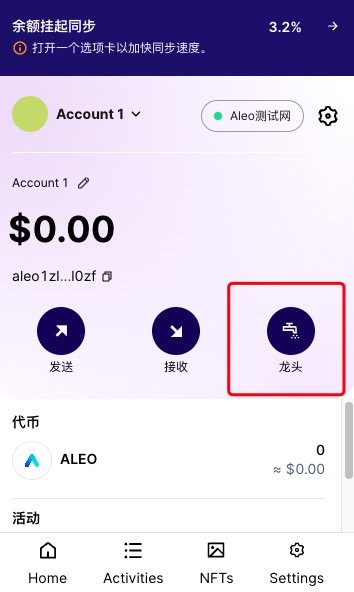 余额挂起同步
3.2%
打开一个选项卡以加快同步速度。
Account 1
Aleo测试网
Account 1
$0.00
aleo1zl...l0zf
发送
接收
龙头
代币
ALEO
0
≈ $0.00
活动
Home
Activities
NFTs
Settings